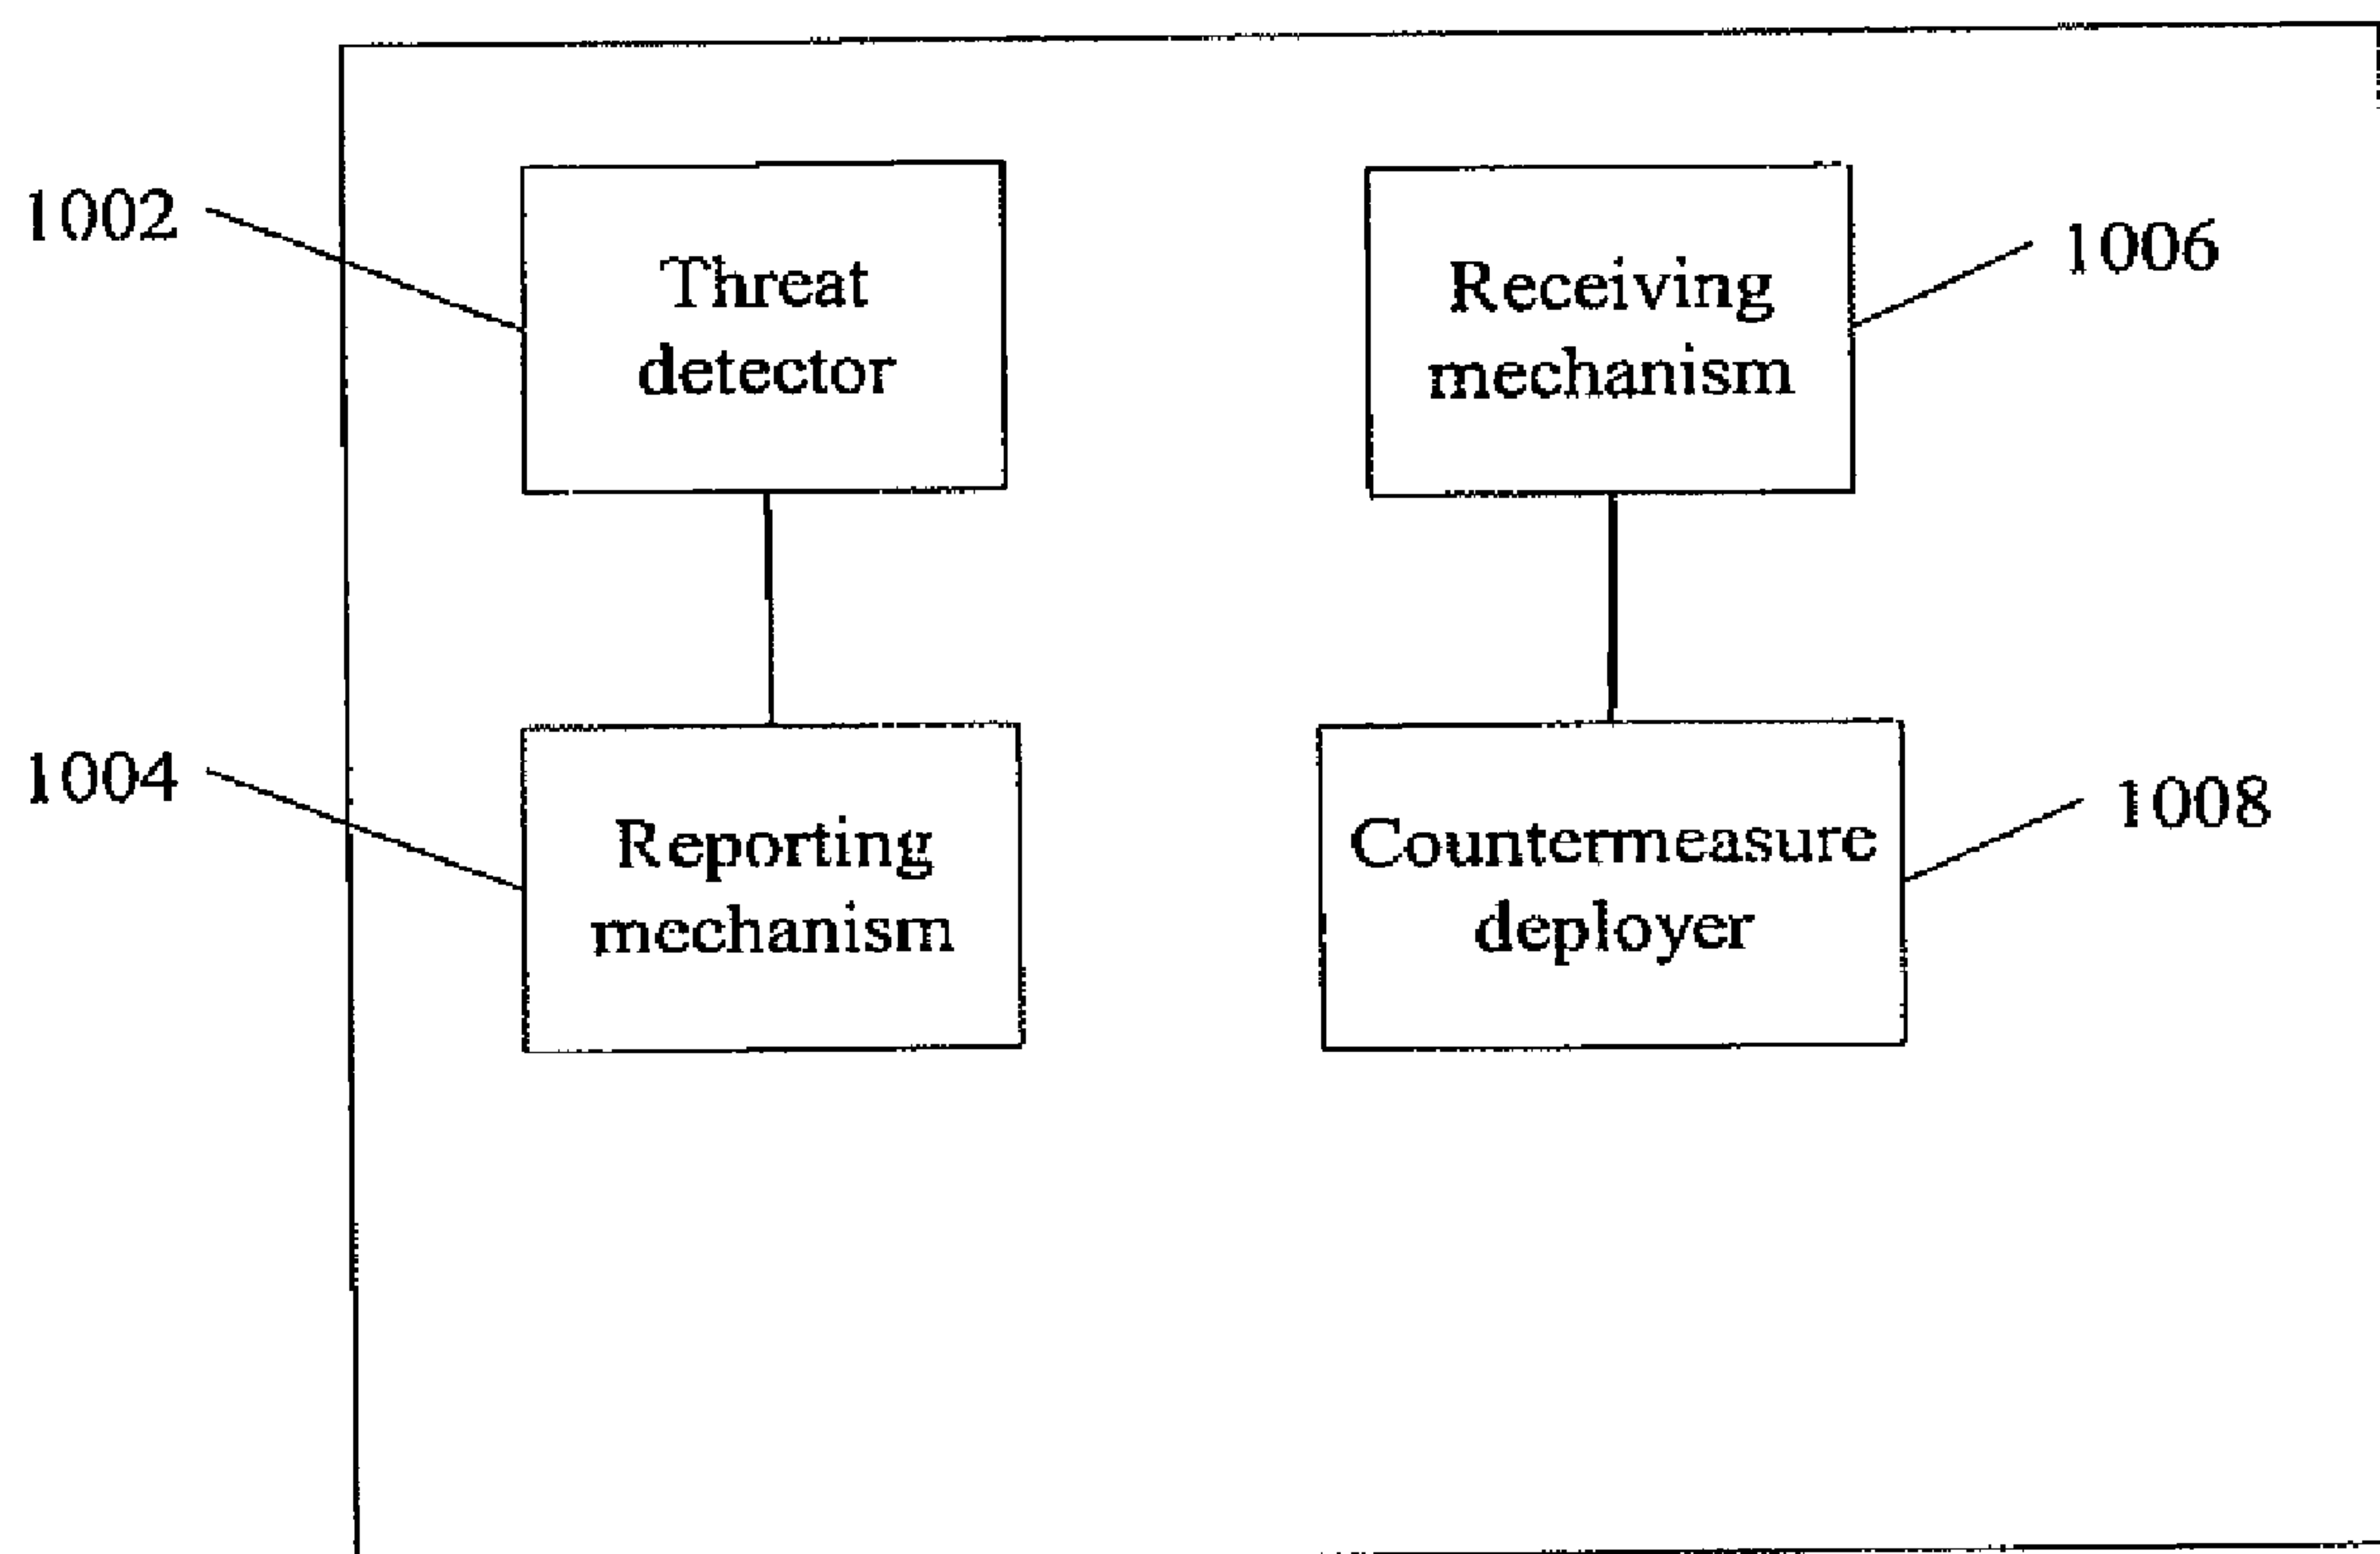 1002
Threat
detector
Receiving
mechanism
1006
1004
Reporting
mechanism
Countermeasure
deployer
1008